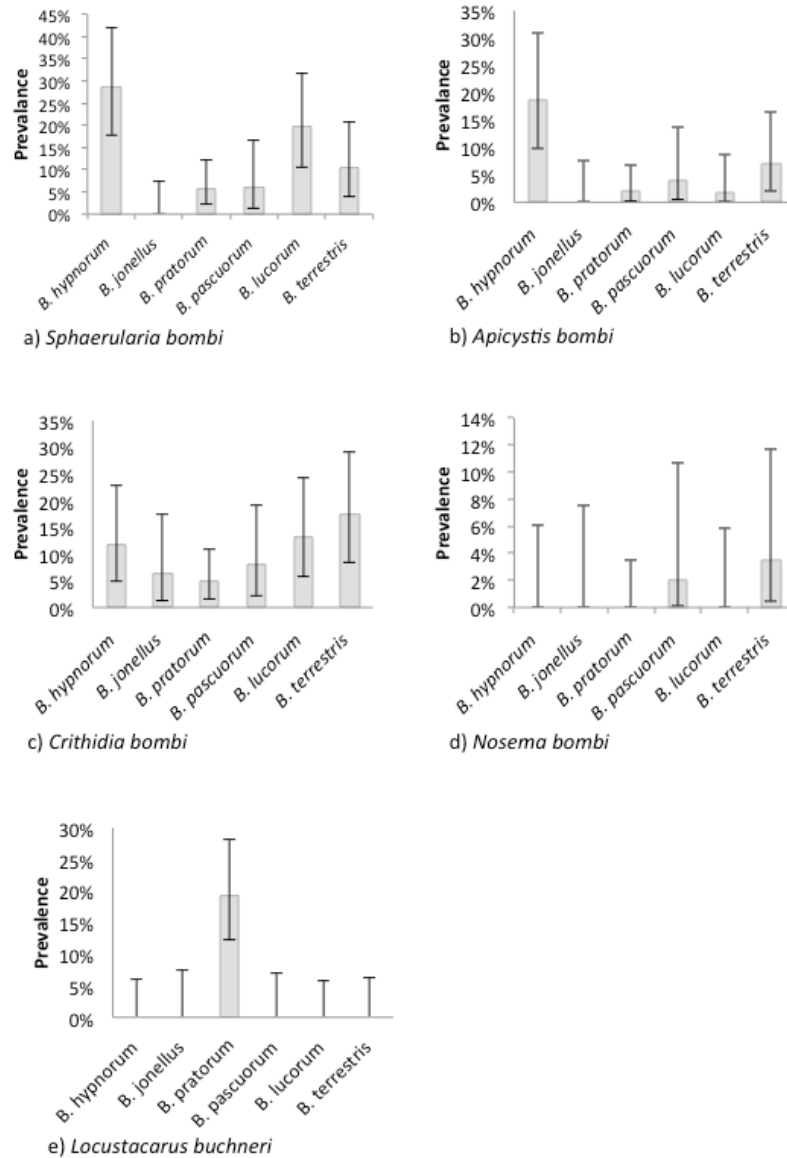 45%
40%
35%
30%
25%
20%
15%
10%
5%
0%
Prevalance
B. hypnorum
B. jonellus
B. pratorum
B. pascuorum
B. lucorum
B. terrestris
a) Sphaerularia bombi
35%
30%
25%
20%
15%
10%
5%
0%
Prevalance
B. hypnorum
B. jonellus
B. pratorum
B. pascuorum
B. lucorum
B. terrestris
b) Apicystis bombi
35%
30%
25%
20%
15%
10%
5%
0%
Prevalence
B. hypnorum
B. jonellus
B. pratorum
B. pascuorum
B. lucorum
B. terrestris
c) Crithidia bombi
14%
12%
10%
8%
6%
4%
2%
0%
Prevalence
B. hypnorum
B. jonellus
B. pratorum
B. pascuorum
B. lucorum
B. terrestris
d) Nosema bombi
30%
25%
20%
15%
10%
5%
0%
Prevalence
B. hypnorum
B. jonellus
B. pratorum
B. pascuorum
B. lucorum
B. terrestris
e) Locustacarus buchneri